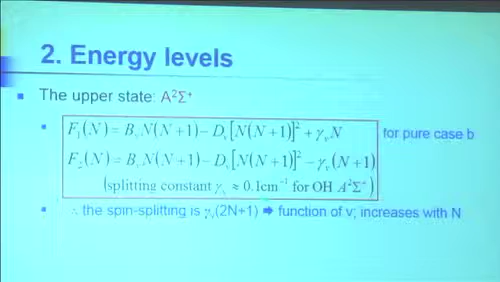 2. Energy levels
The upper state: A²Σ⁺
F₁(N) = BᵥN(N+1) − Dᵥ[N(N+1)]² + γᵥN
for pure case b
F₂(N) = BᵥN(N+1) − Dᵥ[N(N+1)]² − γᵥ(N+1)
(splitting constant γᵥ ≈ 0.1cm⁻¹ for OH A²Σ⁺)
∴ the spin-splitting is γᵥ(2N+1) ➡ function of v; increases with N